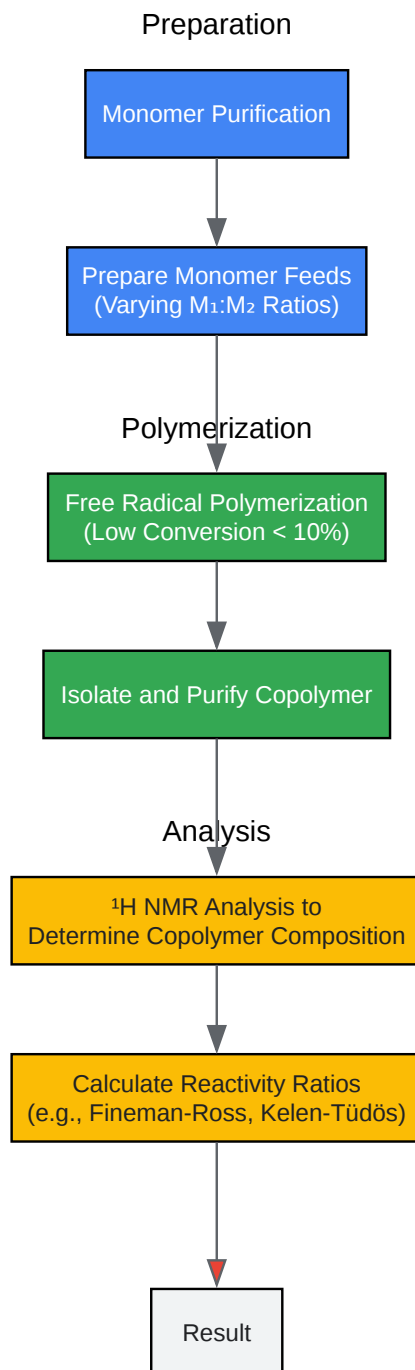 Preparation
Monomer Purification
Prepare Monomer Feeds
(Varying M₁:M₂ Ratios)
Polymerization
Free Radical Polymerization
(Low Conversion < 10%)
Isolate and Purify Copolymer
Analysis
¹H NMR Analysis to
Determine Copolymer Composition
Calculate Reactivity Ratios
(e.g., Fineman-Ross, Kelen-Tüdös)
Result